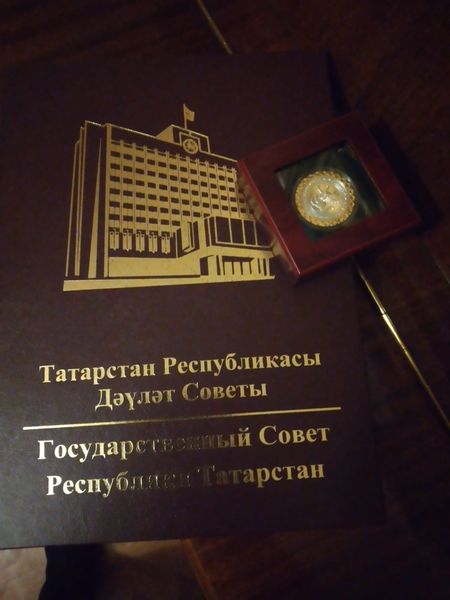 Татарстан Республикасы
Дәүләт Советы
Государственный Совет
Республики Татарстан